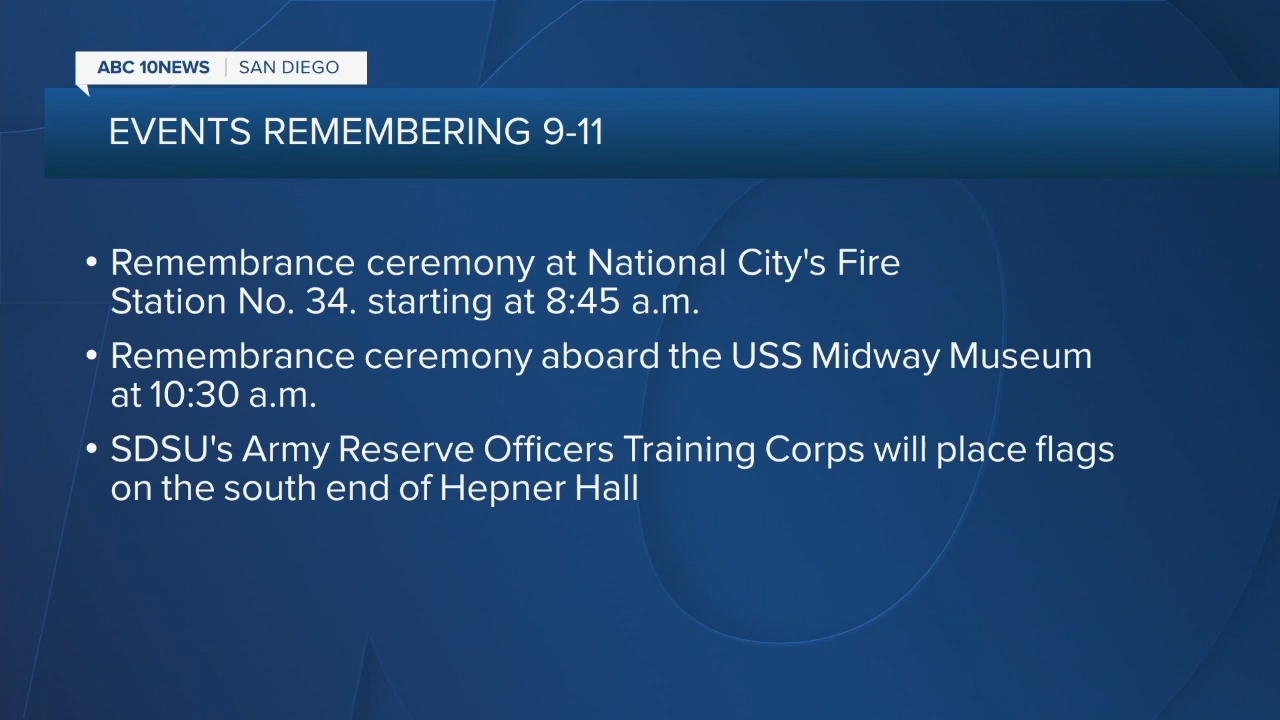 ABC 10NEWS | SAN DIEGO
EVENTS REMEMBERING 9-11
• Remembrance ceremony at National City's Fire
Station No. 34. starting at 8:45 a.m.
• Remembrance ceremony aboard the USS Midway Museum
at 10:30 a.m.
• SDSU's Army Reserve Officers Training Corps will place flags
on the south end of Hepner Hall